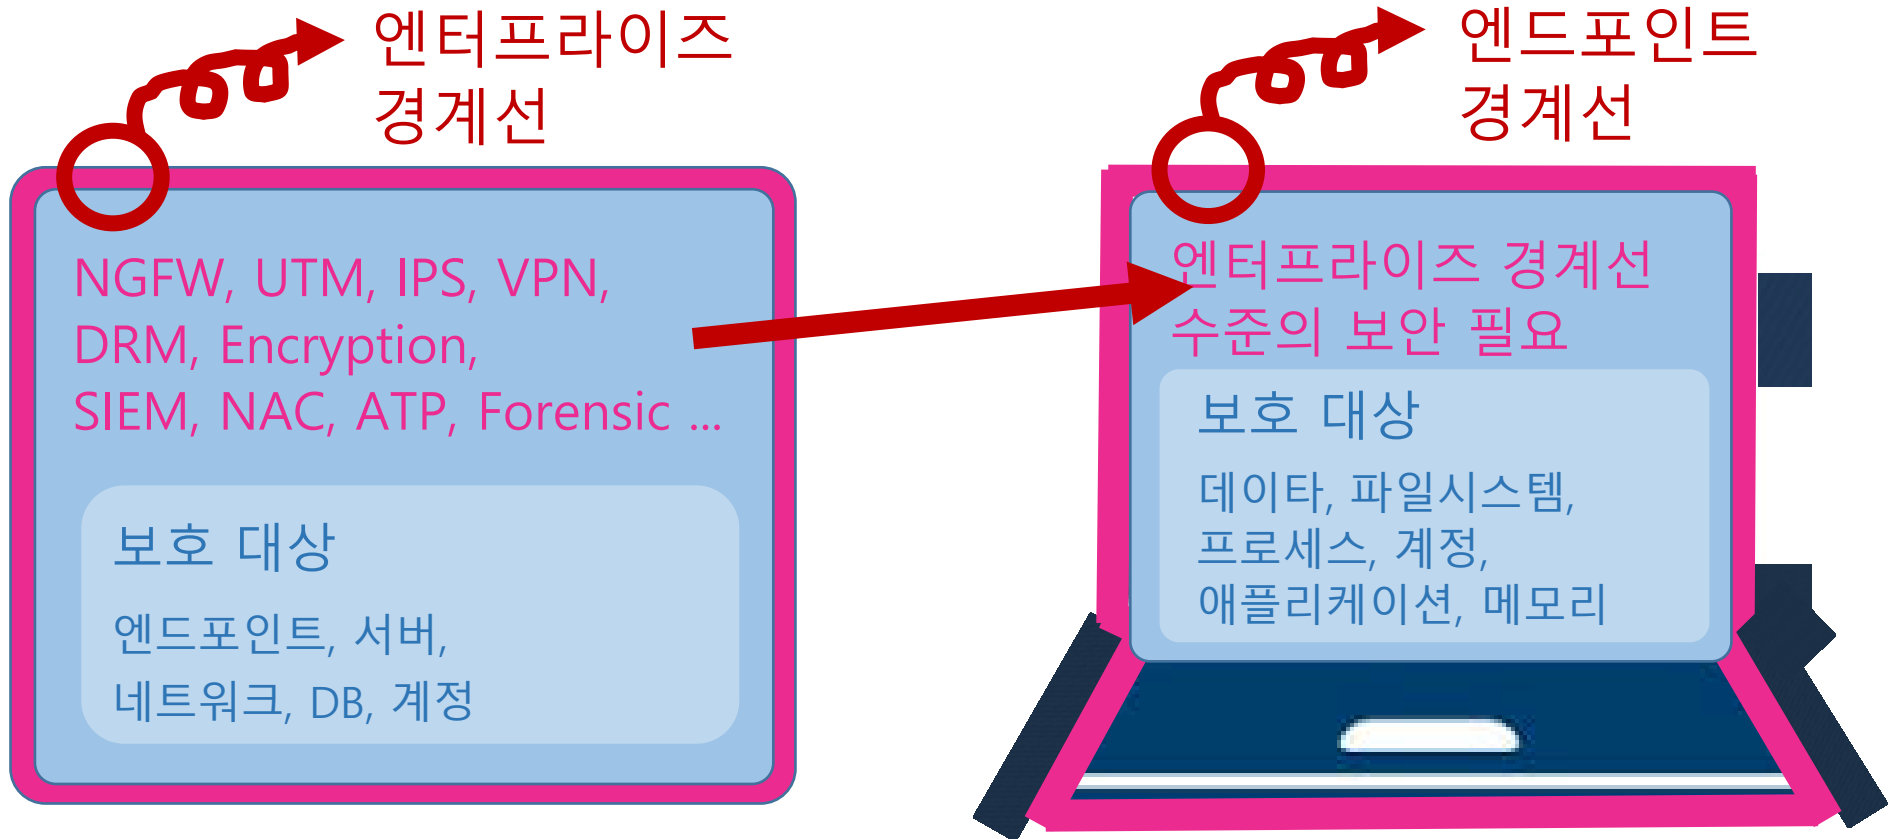 엔터프라이즈
경계선
NGFW, UTM, IPS, VPN,
DRM, Encryption,
SIEM, NAC, ATP, Forensic ...
보호 대상
엔드포인트, 서버,
네트워크, DB, 계정
엔드포인트
경계선
엔터프라이즈 경계선
수준의 보안 필요
보호 대상
데이타, 파일시스템,
프로세스, 계정,
애플리케이션, 메모리